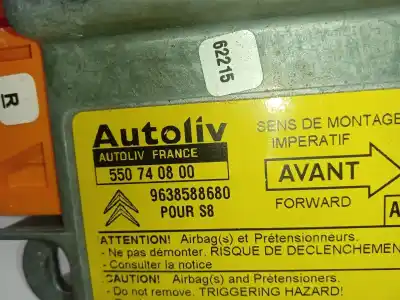 62215
R
Autoliv
AUTOLIV FRANCE
550 74 08 00
9638588680
POUR S8
SENS DE MONTAGE
IMPERATIF
AVANT
FORWARD
A
ATTENTION! Airbag(s) et Prétensionneurs.
- Ne pas démonter. RISQUE DE DECLENCHEMEN
- Consulter la notice
CAUTION! Airbag(s) and Pretensioners.
- Do not remove. TRIGGERING HAZARD!